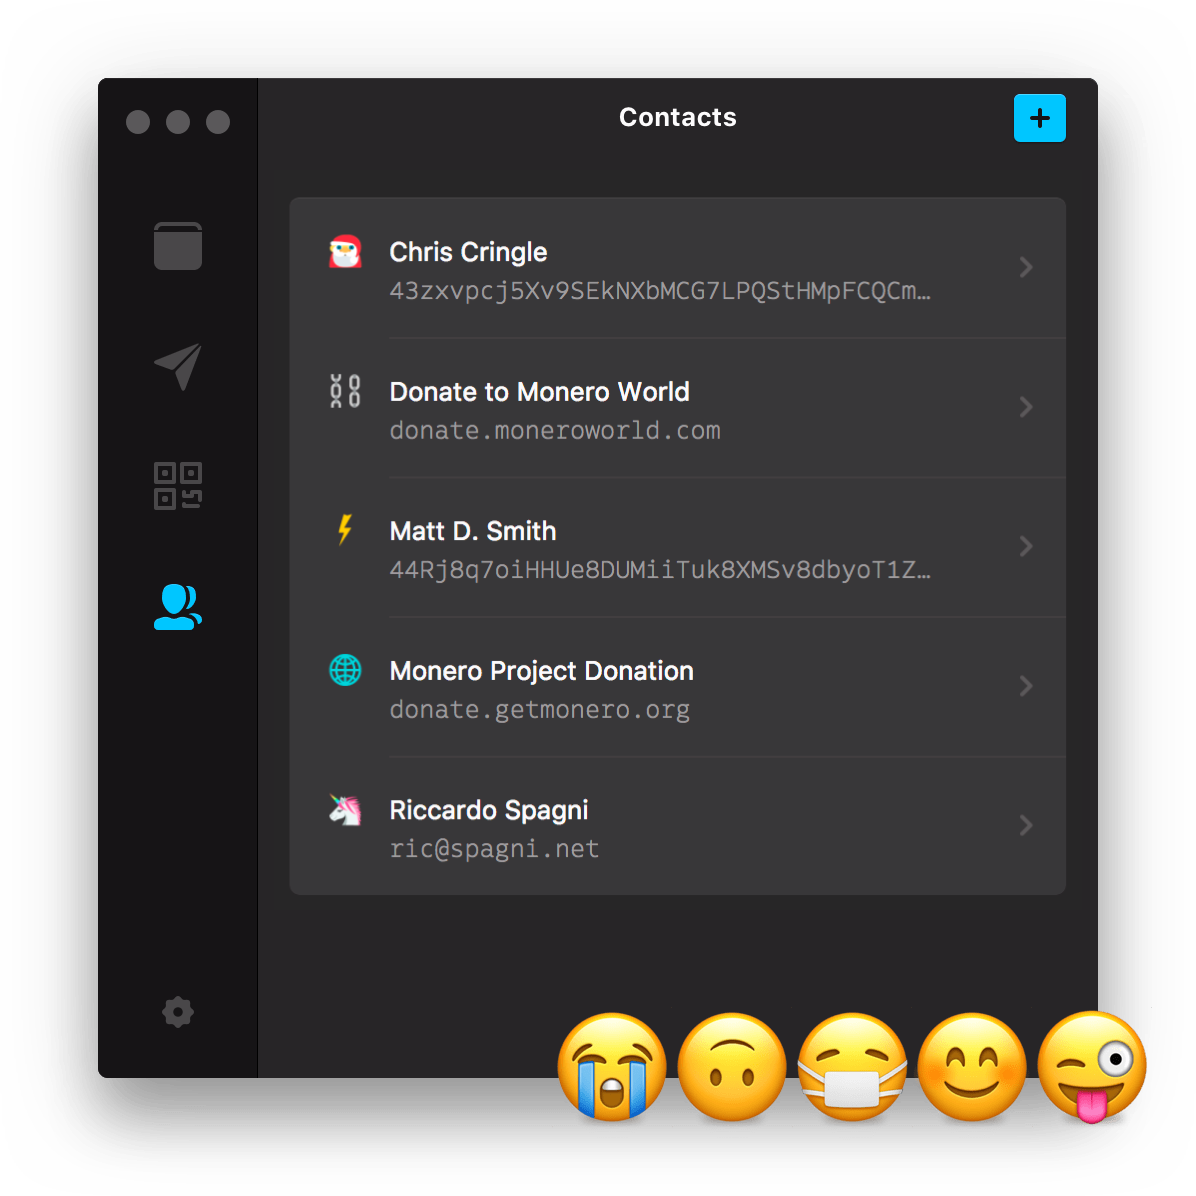 Contacts
Chris Cringle
43zxvpcj5Xv9SEkNXbMCG7LPQStHMpFCQCm…
Donate to Monero World
donate.moneroworld.com
Matt D. Smith
44Rj8q7oiHHUe8DUMiiTuk8XMSv8dbyoT1Z…
Monero Project Donation
donate.getmonero.org
Riccardo Spagni
ric@spagni.net